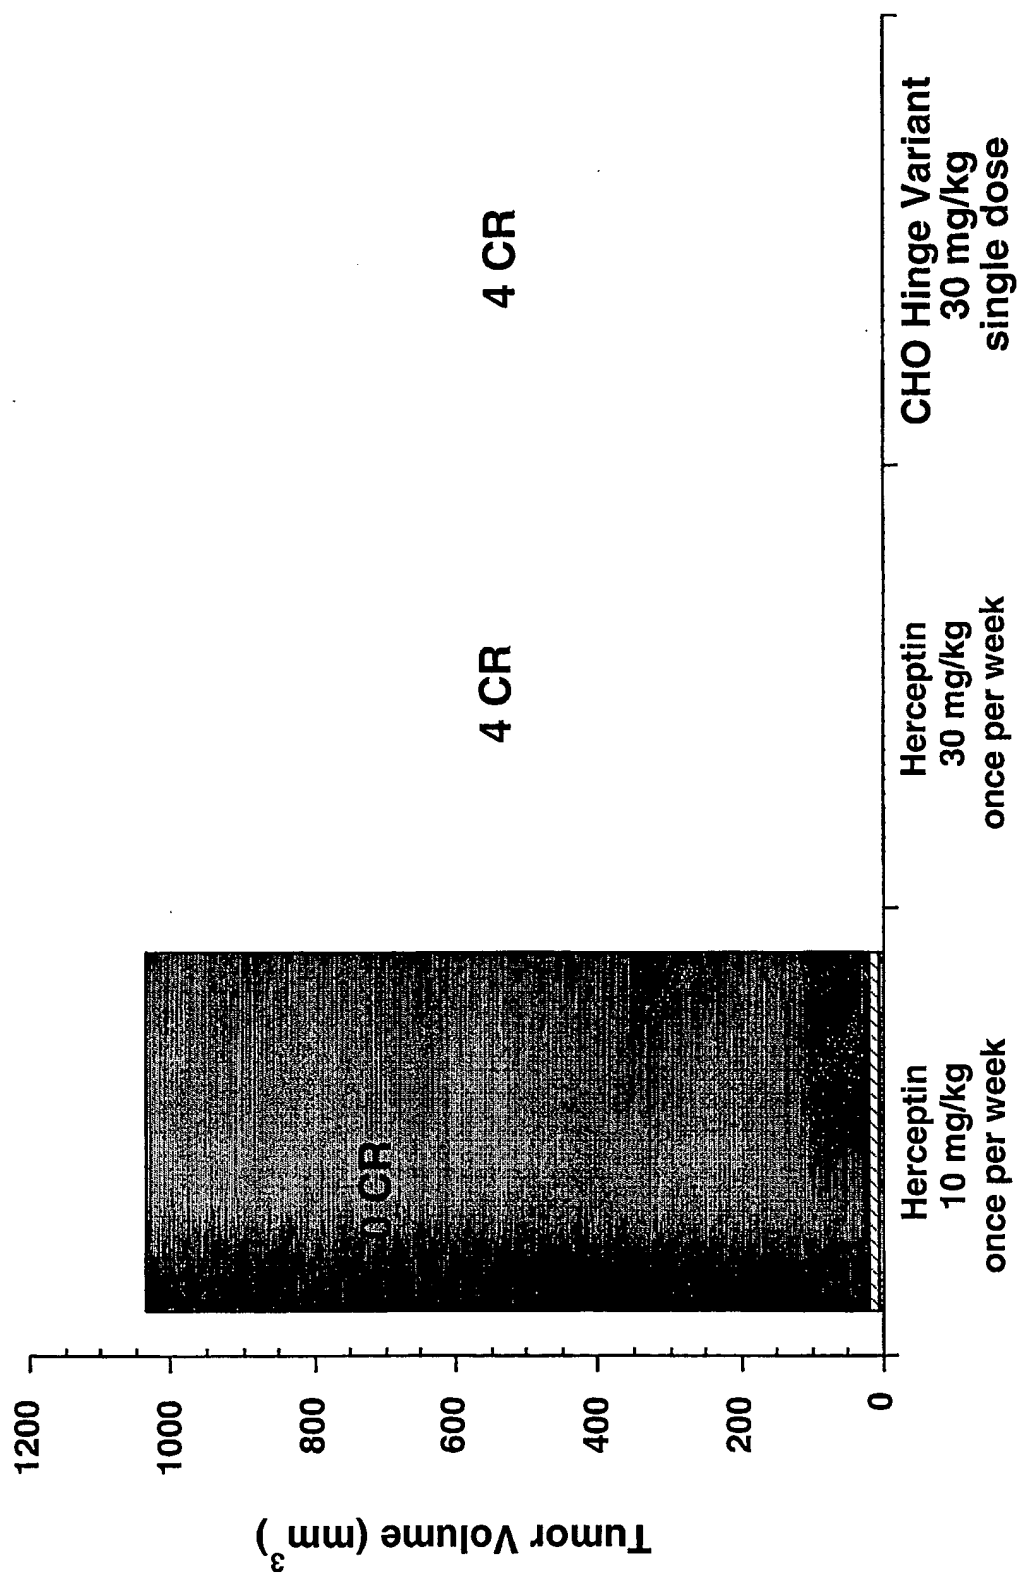 Tumor Volume (mm3)
1200
1000
800
600
400
200
0
0 CR
4 CR
4 CR
Herceptin
10 mg/kg
once per week
Herceptin
30 mg/kg
once per week
CHO Hinge Variant
30 mg/kg
single dose